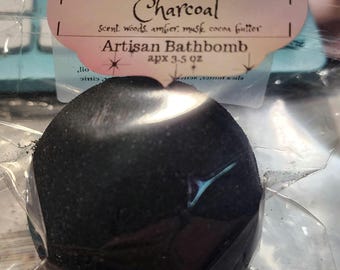 Charcoal
scent: woods, amber, musk, cocoa butter
Artisan Bathbomb
apx 3.5 oz